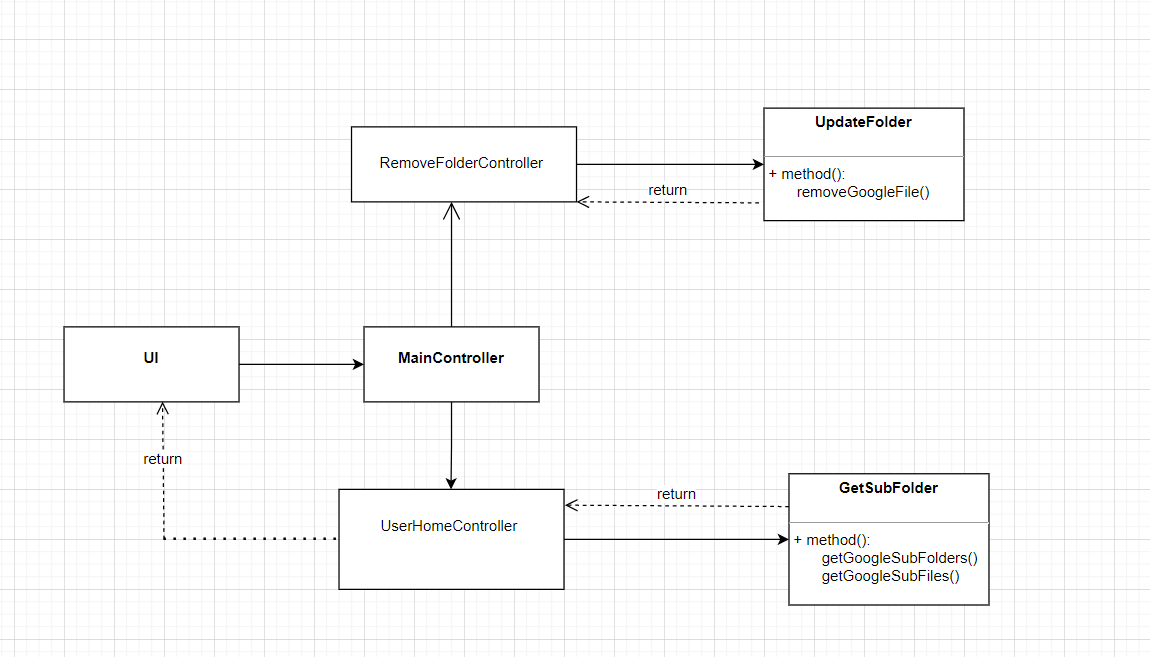 UpdateFolder
RemoveFolderController
+ method():
removeGoogleFile()
return
UI
MainController
return
return
GetSubFolder
UserHomeController
+ method():
getGoogleSubFolders()
getGoogleSubFiles()